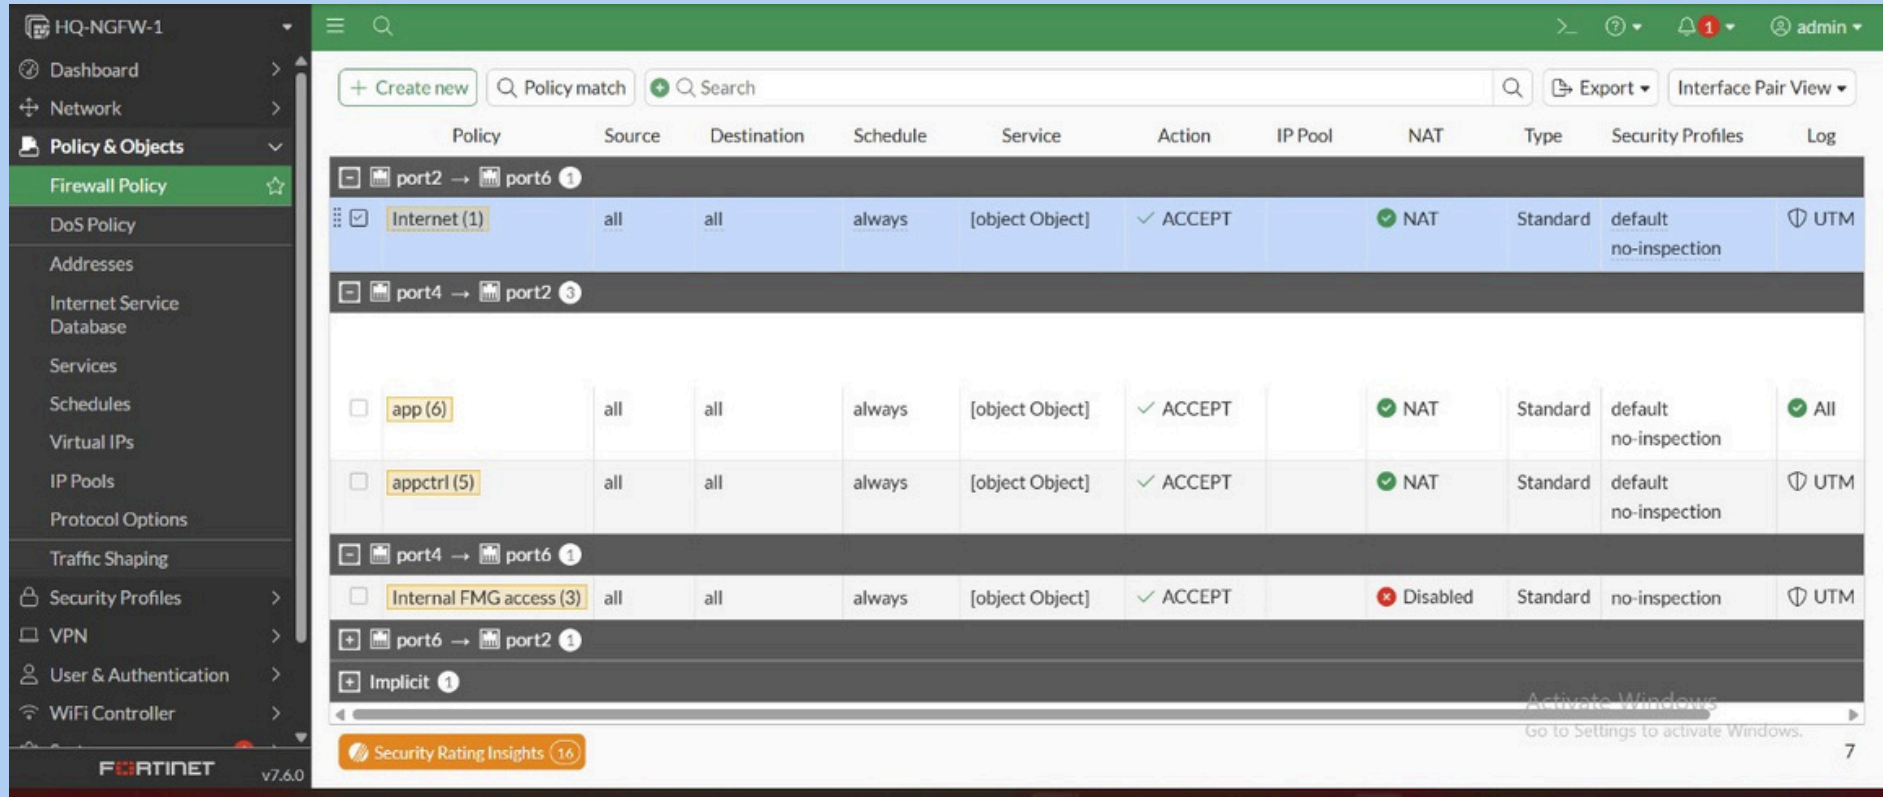 HQ-NGFW-1
1 admin
Dashboard
Network
Policy & Objects
Firewall Policy
DoS Policy
Addresses
Internet Service
Database
Services
Schedules
Virtual IPs
IP Pools
Protocol Options
Traffic Shaping
Security Profiles
VPN
User & Authentication
WiFi Controller
FORTINET v7.6.0
+ Create new Policy match Search Export Interface Pair View
Policy Source Destination Schedule Service Action IP Pool NAT Type Security Profiles Log
port2 → port6 1
Internet (1) all all always [object Object] ACCEPT NAT Standard default UTM
no-inspection
port4 → port2 3
app (6) all all always [object Object] ACCEPT NAT Standard default All
no-inspection
appctrl (5) all all always [object Object] ACCEPT NAT Standard default UTM
no-inspection
port4 → port6 1
Internal FMG access (3) all all always [object Object] ACCEPT Disabled Standard no-inspection UTM
port6 → port2 1
Implicit 1
Activate Windows
Go to Settings to activate Windows.
Security Rating Insights 16
7